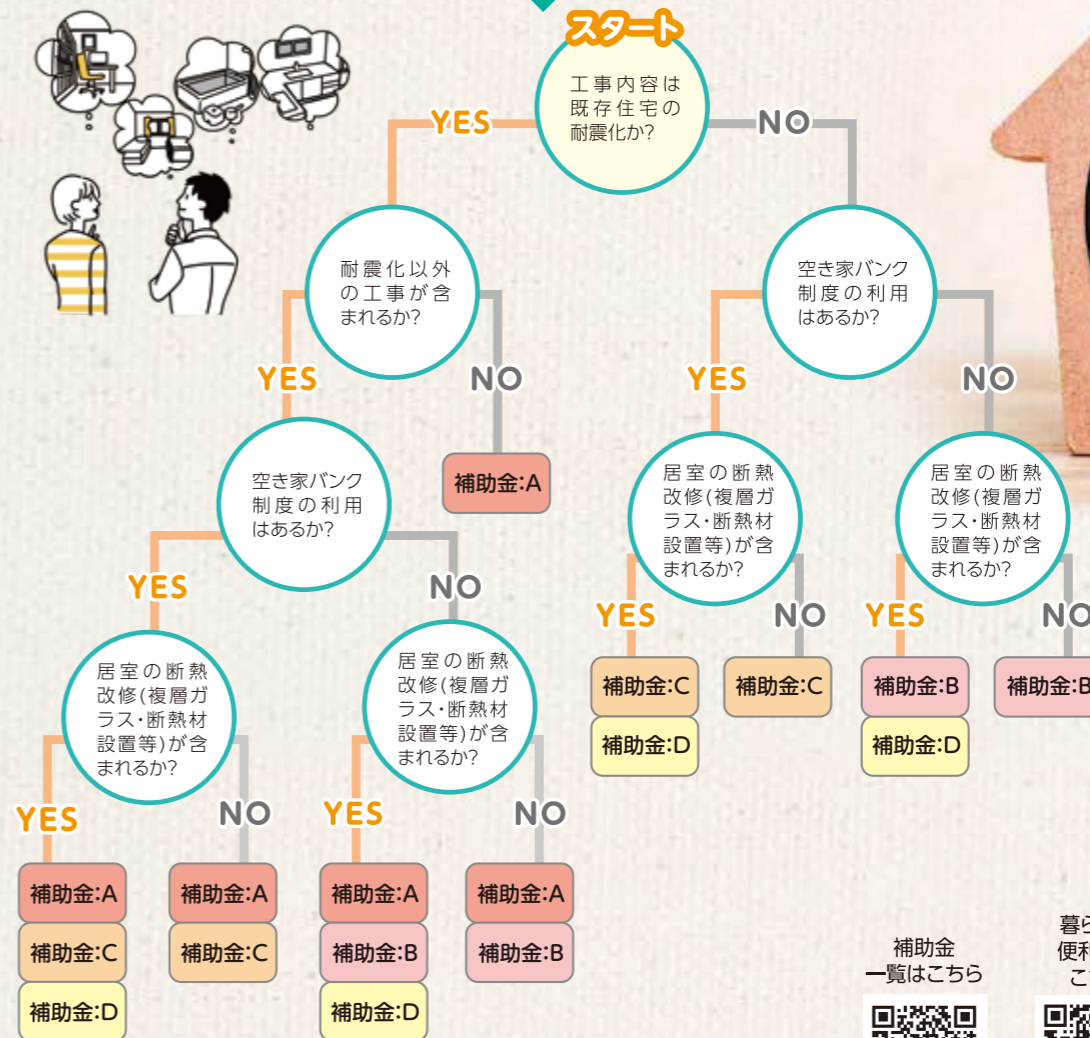 スタート
工事内容は
既存住宅の
耐震化か?
YES
NO
耐震化以外
の工事が含
まれるか?
空き家バンク
制度の利用
はあるか?
YES
NO
YES
NO
空き家バンク
制度の利用
はあるか?
補助金:A
居室の断熱
改修(複層ガ
ラス・断熱材
設置等)が含
まれるか?
居室の断熱
改修(複層ガ
ラス・断熱材
設置等)が含
まれるか?
YES
NO
YES
NO
YES
NO
居室の断熱
改修(複層ガ
ラス・断熱材
設置等)が含
まれるか?
居室の断熱
改修(複層ガ
ラス・断熱材
設置等)が含
まれるか?
補助金:C
補助金:D
補助金:C
補助金:B
補助金:D
補助金:B
YES
NO
YES
NO
補助金:A
補助金:C
補助金:D
補助金:A
補助金:C
補助金:A
補助金:B
補助金:D
補助金:A
補助金:B
補助金
一覧はこちら
暮ら
便利
こ